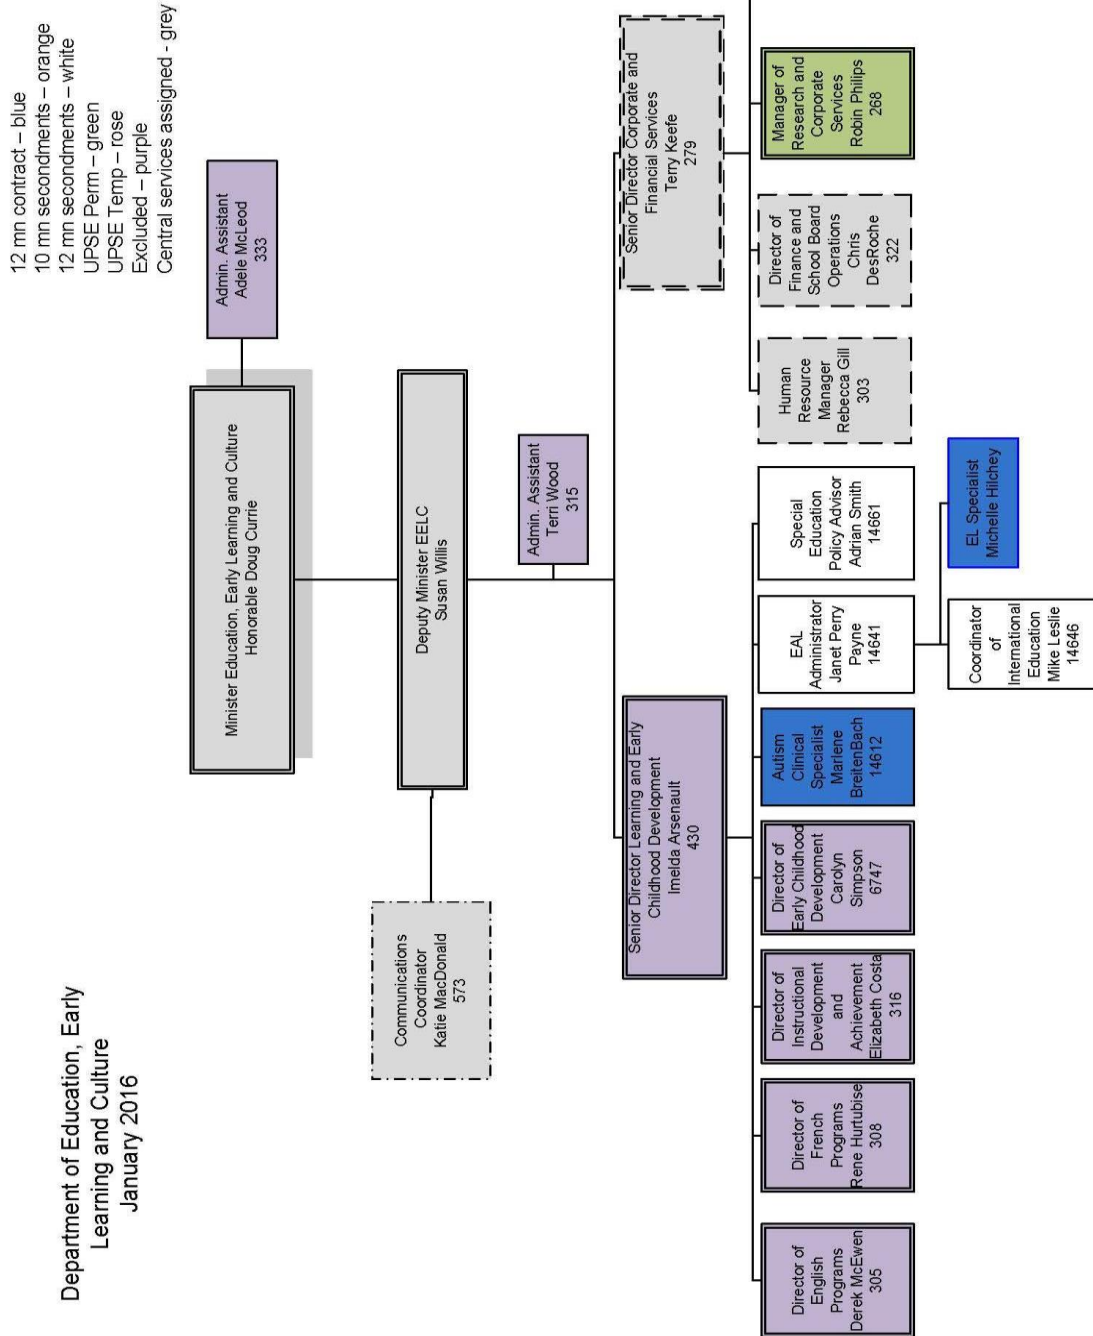 Department of Education, Early
Learning and Culture
January 2016
12 mn contract – blue
10 mn secondments – orange
12 mn secondments – white
UPSE Perm – green
UPSE Temp – rose
Excluded – purple
Central services assigned - grey
Minister Education, Early Learning and Culture
Honorable Doug Currie
Admin. Assistant
Adele McLeod
333
Communications
Coordinator
Katie MacDonald
573
Deputy Minister EELC
Susan Willis
Admin. Assistant
Terri Wood
315
Senior Director Learning and Early
Childhood Development
Imelda Arsenault
430
Senior Director Corporate and
Financial Services
Terry Keefe
279
Director of
English
Programs
Derek McEwen
305
Director of
French
Programs
Rene Hurtubise
308
Director of
Instructional
Development
and
Achievement
Elizabeth Costa
316
Director of
Early Childhood
Development
Carolyn
Simpson
6747
Autism
Clinical
Specialist
Marlene
BreitenBach
14612
EAL
Administrator
Janet Perry
Payne
14641
Special
Education
Policy Advisor
Adrian Smith
14661
Human
Resource
Manager
Rebecca Gill
303
Director of
Finance and
School Board
Operations
Chris
DesRoche
322
Manager of
Research and
Corporate
Services
Robin Philips
268
Coordinator
of
International
Education
Mike Leslie
14646
EL Specialist
Michelle Hilchey